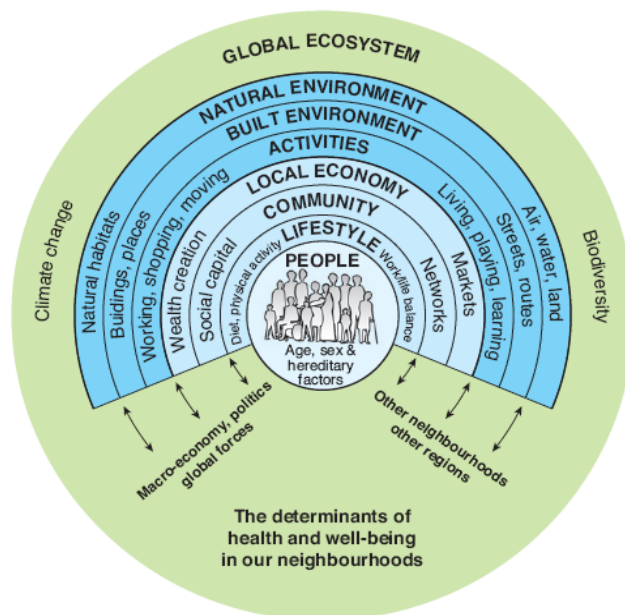 GLOBAL ECOSYSTEM
NATURAL ENVIRONMENT
BUILT ENVIRONMENT
ACTIVITIES
LOCAL ECONOMY
COMMUNITY
LIFESTYLE
PEOPLE
Age, sex &
hereditary
factors
Climate change
Natural habitats
Buidings, places
Working, shopping, moving
Wealth creation
Social capital
Diet, physical activity
Work/life balance
Networks
Markets
Living, playing, learning
Streets, routes
Air, water, land
Biodiversity
Macro-economy, politics
global forces
Other neighbourhoods
other regions
The determinants of
health and well-being
in our neighbourhoods